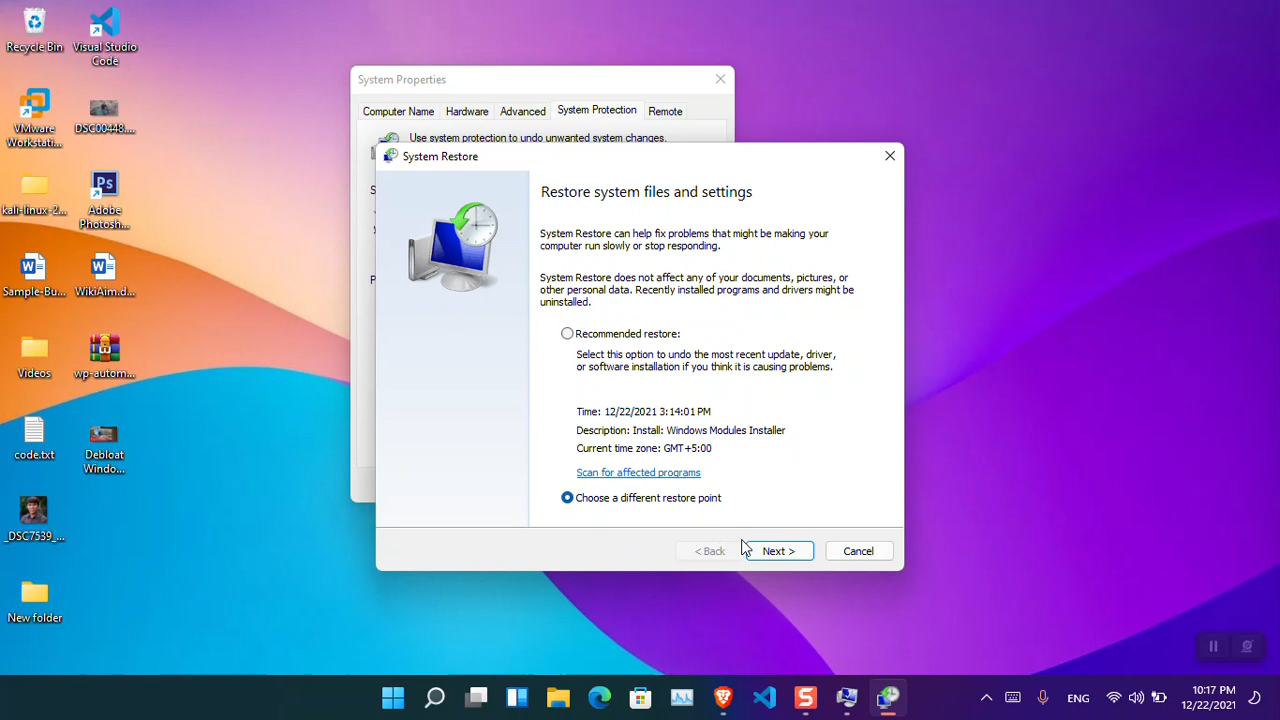 Recycle Bin
Visual Studio
Code
VMware
Workstati...
DSC00448....
kali-linux-2...
Ps
Adobe
Photosh...
Sample-Bu...
WikiAim.d...
Videos
wp-autom...
code.txt
Debloat
Windo...
_DSC7539_...
New folder
System Properties
Computer Name
Hardware
Advanced
System Protection
Remote
Use system protection to undo unwanted system changes.
System Restore
Restore system files and settings
System Restore can help fix problems that might be making your
computer run slowly or stop responding.
System Restore does not affect any of your documents, pictures, or
other personal data. Recently installed programs and drivers might be
uninstalled.
Recommended restore:
Select this option to undo the most recent update, driver,
or software installation if you think it is causing problems.
Time: 12/22/2021 3:14:01 PM
Description: Install: Windows Modules Installer
Current time zone: GMT+5:00
Scan for affected programs
Choose a different restore point
< Back
Next >
Cancel
ENG
10:17 PM
12/22/2021